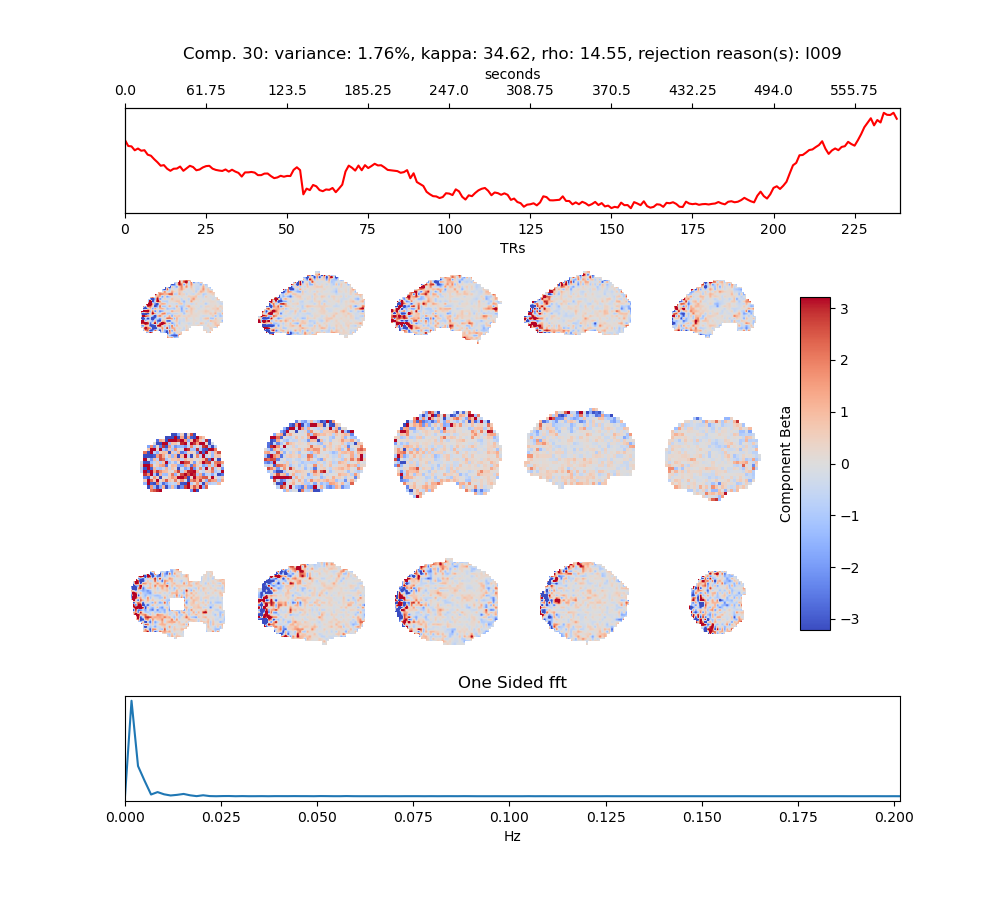 Comp. 30: variance: 1.76%, kappa: 34.62, rho: 14.55, rejection reason(s): I009
seconds
0.0 61.75 123.5 185.25 247.0 308.75 370.5 432.25 494.0 555.75
0 25 50 75 100 125 150 175 200 225
TRs
3
2
1
0
−1
−2
−3
Component Beta
One Sided fft
0.000 0.025 0.050 0.075 0.100 0.125 0.150 0.175 0.200
Hz